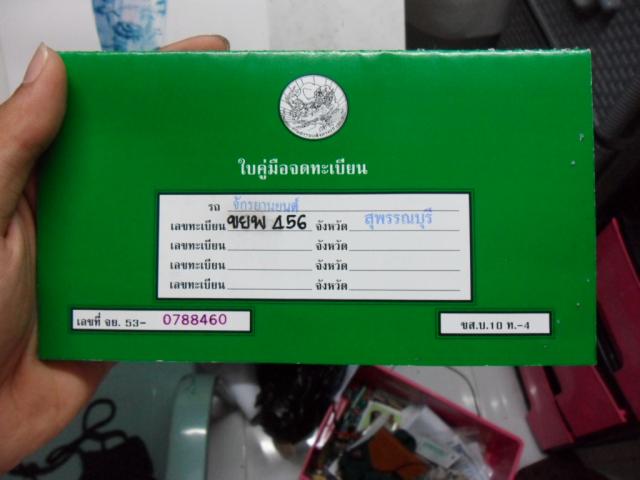 ใบคู่มือจดทะเบียน
รถ จักรยานยนต์
เลขทะเบียน ขยพ 456 จังหวัด สุพรรณบุรี
เลขทะเบียน จังหวัด
เลขทะเบียน จังหวัด
เลขทะเบียน จังหวัด
เลขที่ จย. 53- 0788460
ขส.บ.10 ท.-4